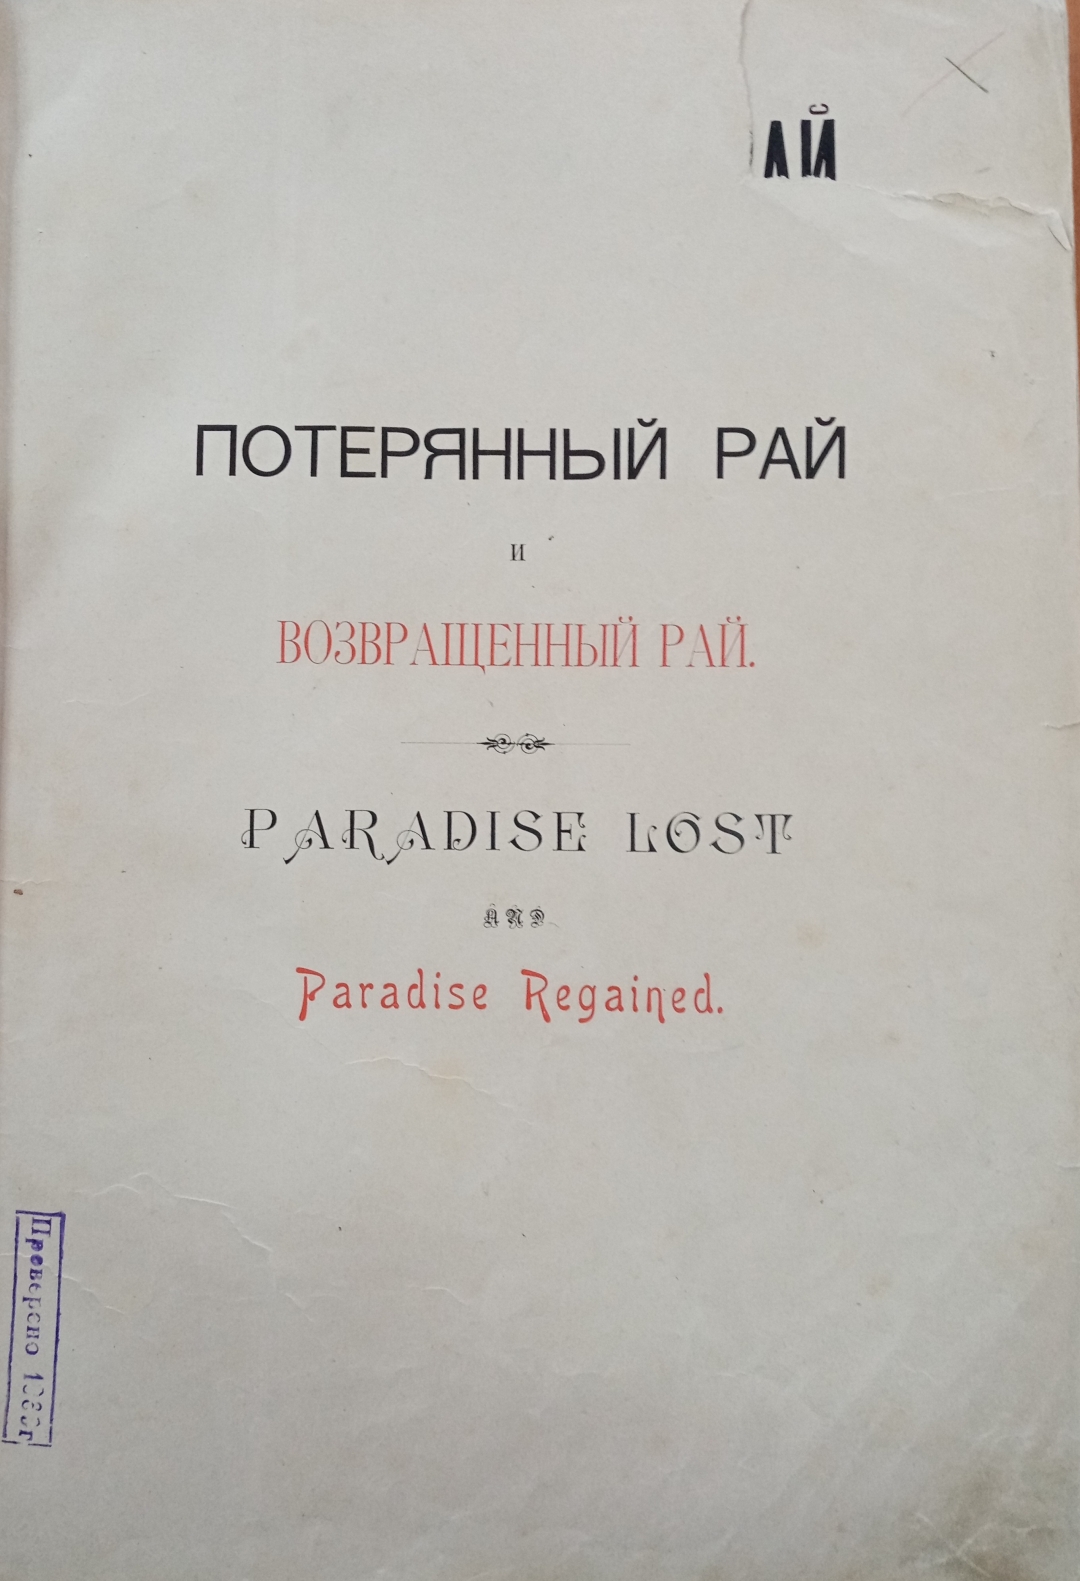 АЙ
ПОТЕРЯННЫЙ РАЙ
И
ВОЗВРАЩЕННЫЙ РАЙ.
PARADISE LOST
AND
Paradise Regained.
Проверено